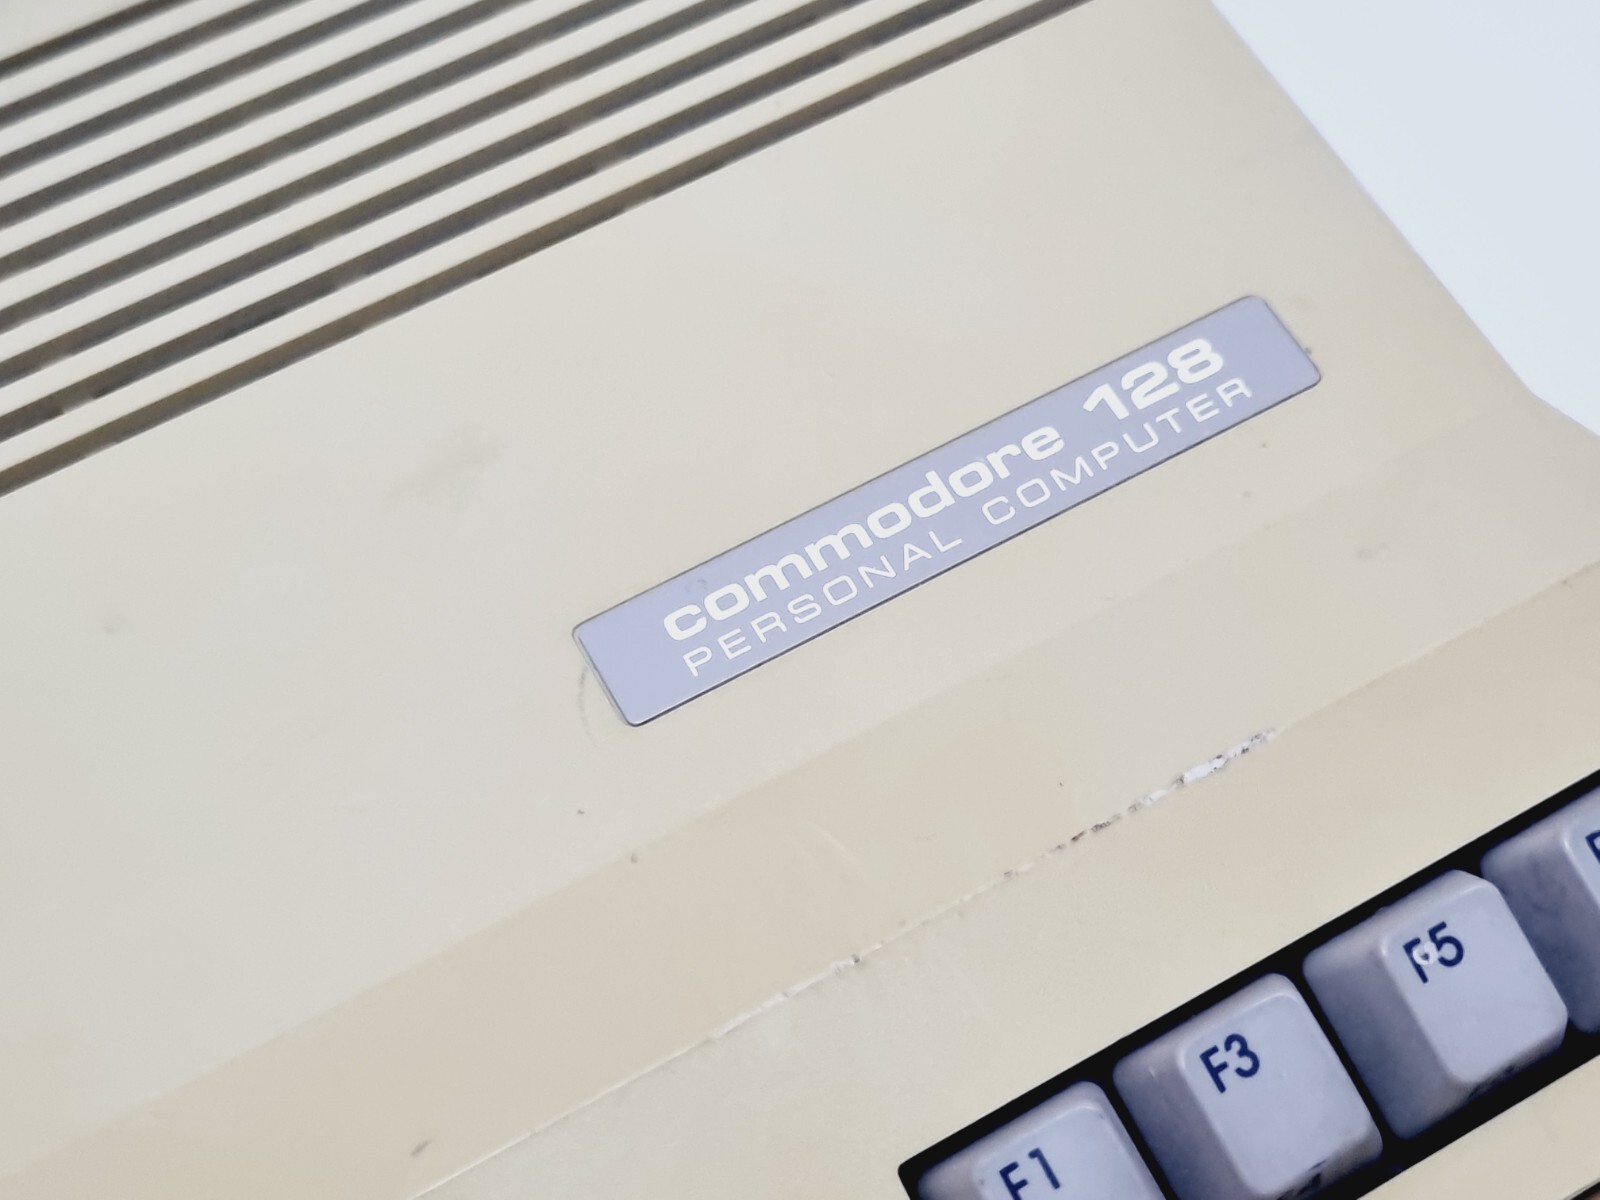 commodore 128
PERSONAL COMPUTER
F1
F3
F5